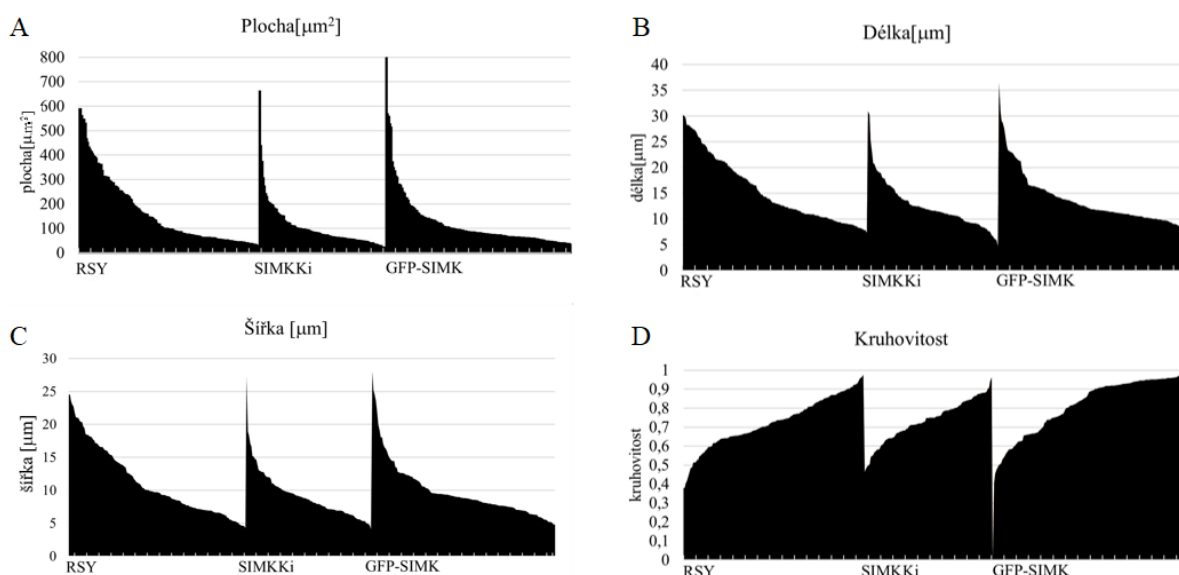 A
Plocha[μm²]
plocha[μm²]
800
700
600
500
400
300
200
100
0
RSY
SIMKKi
GFP-SIMK
B
Délka[μm]
délka[μm]
40
35
30
25
20
15
10
5
0
RSY
SIMKKi
GFP-SIMK
C
Šířka [μm]
šířka [μm]
30
25
20
15
10
5
0
RSY
SIMKKi
GFP-SIMK
D
Kruhovitost
kruhovitost
1
0,9
0,8
0,7
0,6
0,5
0,4
0,3
0,2
0,1
0
RSY
SIMKKi
GFP-SIMK